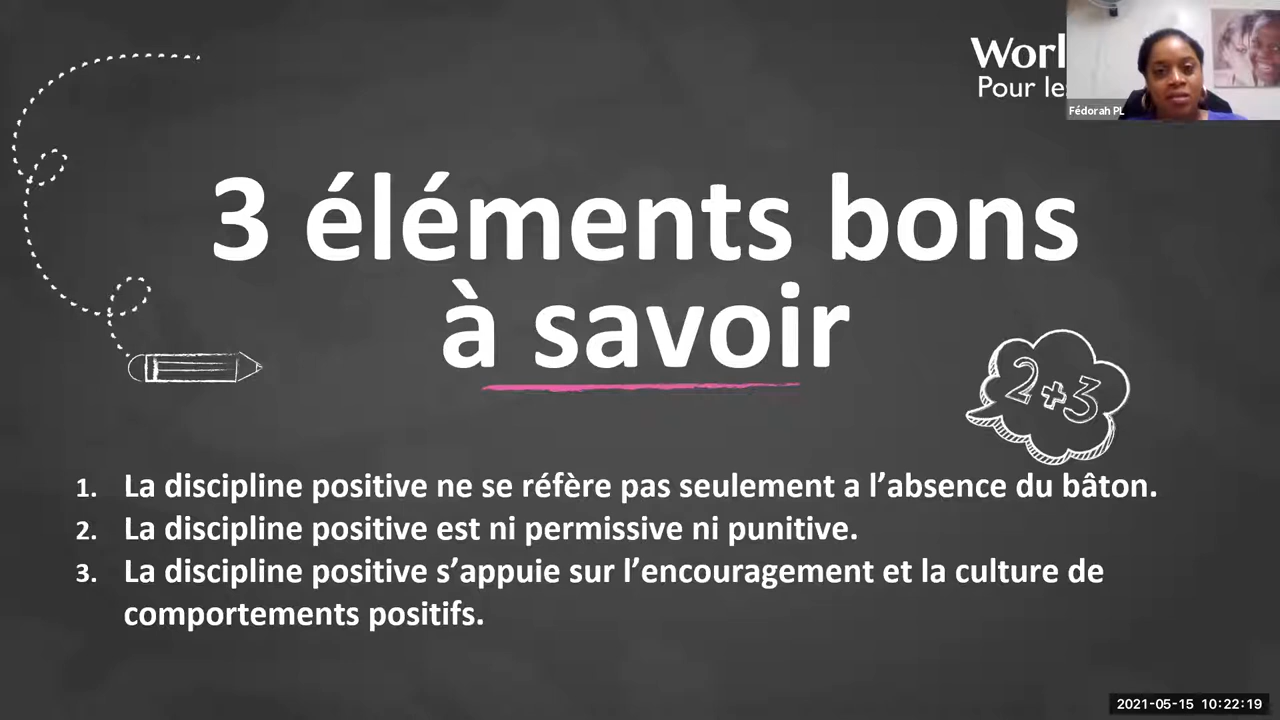 Worl
Pour les
Fédorah PL
3 éléments bons
à savoir
2+3
1. La discipline positive ne se réfère pas seulement a l’absence du bâton.
2. La discipline positive est ni permissive ni punitive.
3. La discipline positive s’appuie sur l’encouragement et la culture de
comportements positifs.
2021-05-15 10:22:19